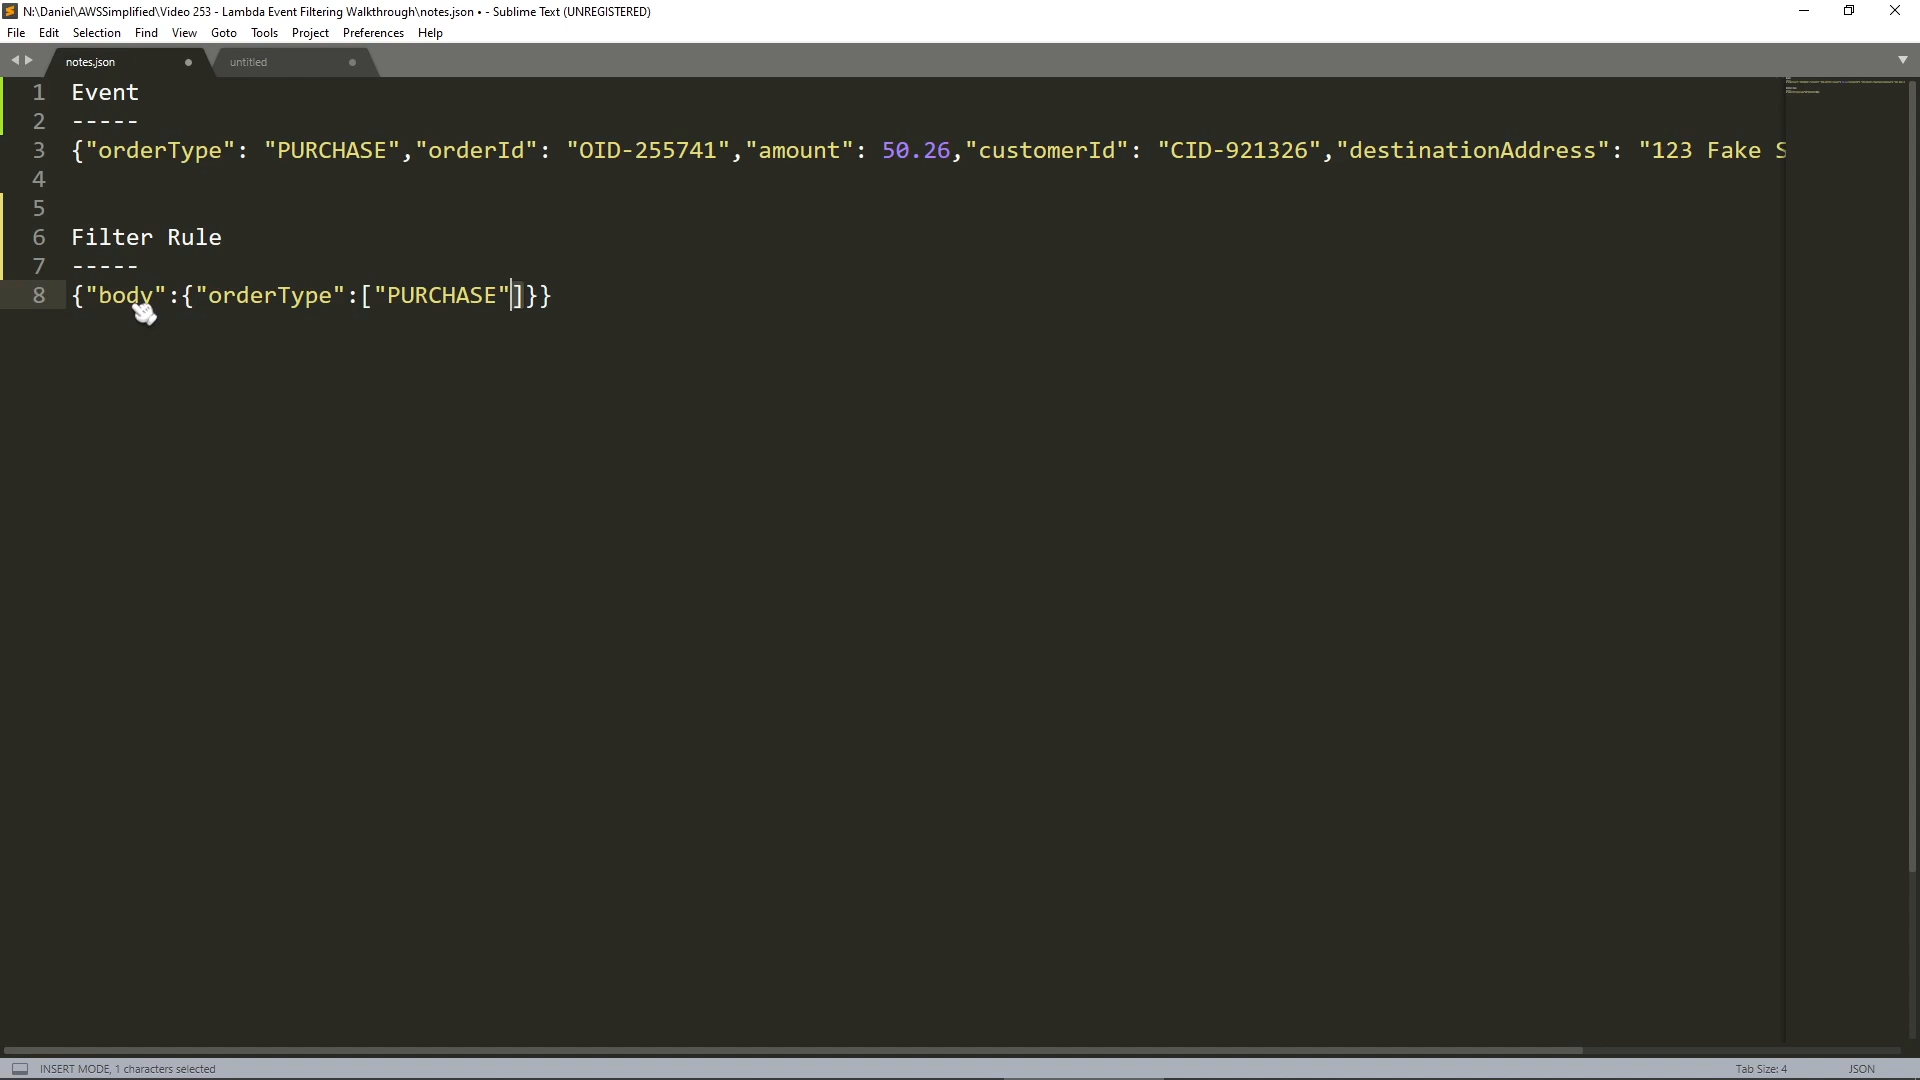 N:\Daniel\AWSSimplified\Video 253 - Lambda Event Filtering Walkthrough\notes.json • - Sublime Text (UNREGISTERED)
File Edit Selection Find View Goto Tools Project Preferences Help
notes.json untitled
1 Event
2 -----
3 {"orderType": "PURCHASE","orderId": "OID-255741","amount": 50.26,"customerId": "CID-921326","destinationAddress": "123 Fake S
4
5
6 Filter Rule
7 -----
8 {"body":{"orderType":["PURCHASE"]}}
INSERT MODE, 1 characters selected Tab Size: 4 JSON